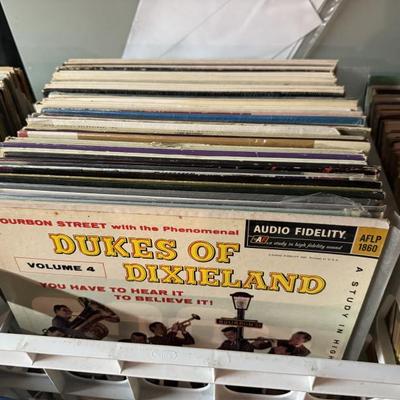 OURBON STREET with the Phenomenal
AUDIO FIDELITY®
a study in high fidelity sound
AFLP
1860
DUKES OF
DIXIELAND
VOLUME 4
YOU HAVE TO HEAR IT
TO BELIEVE IT!
A STUDY IN HIGH